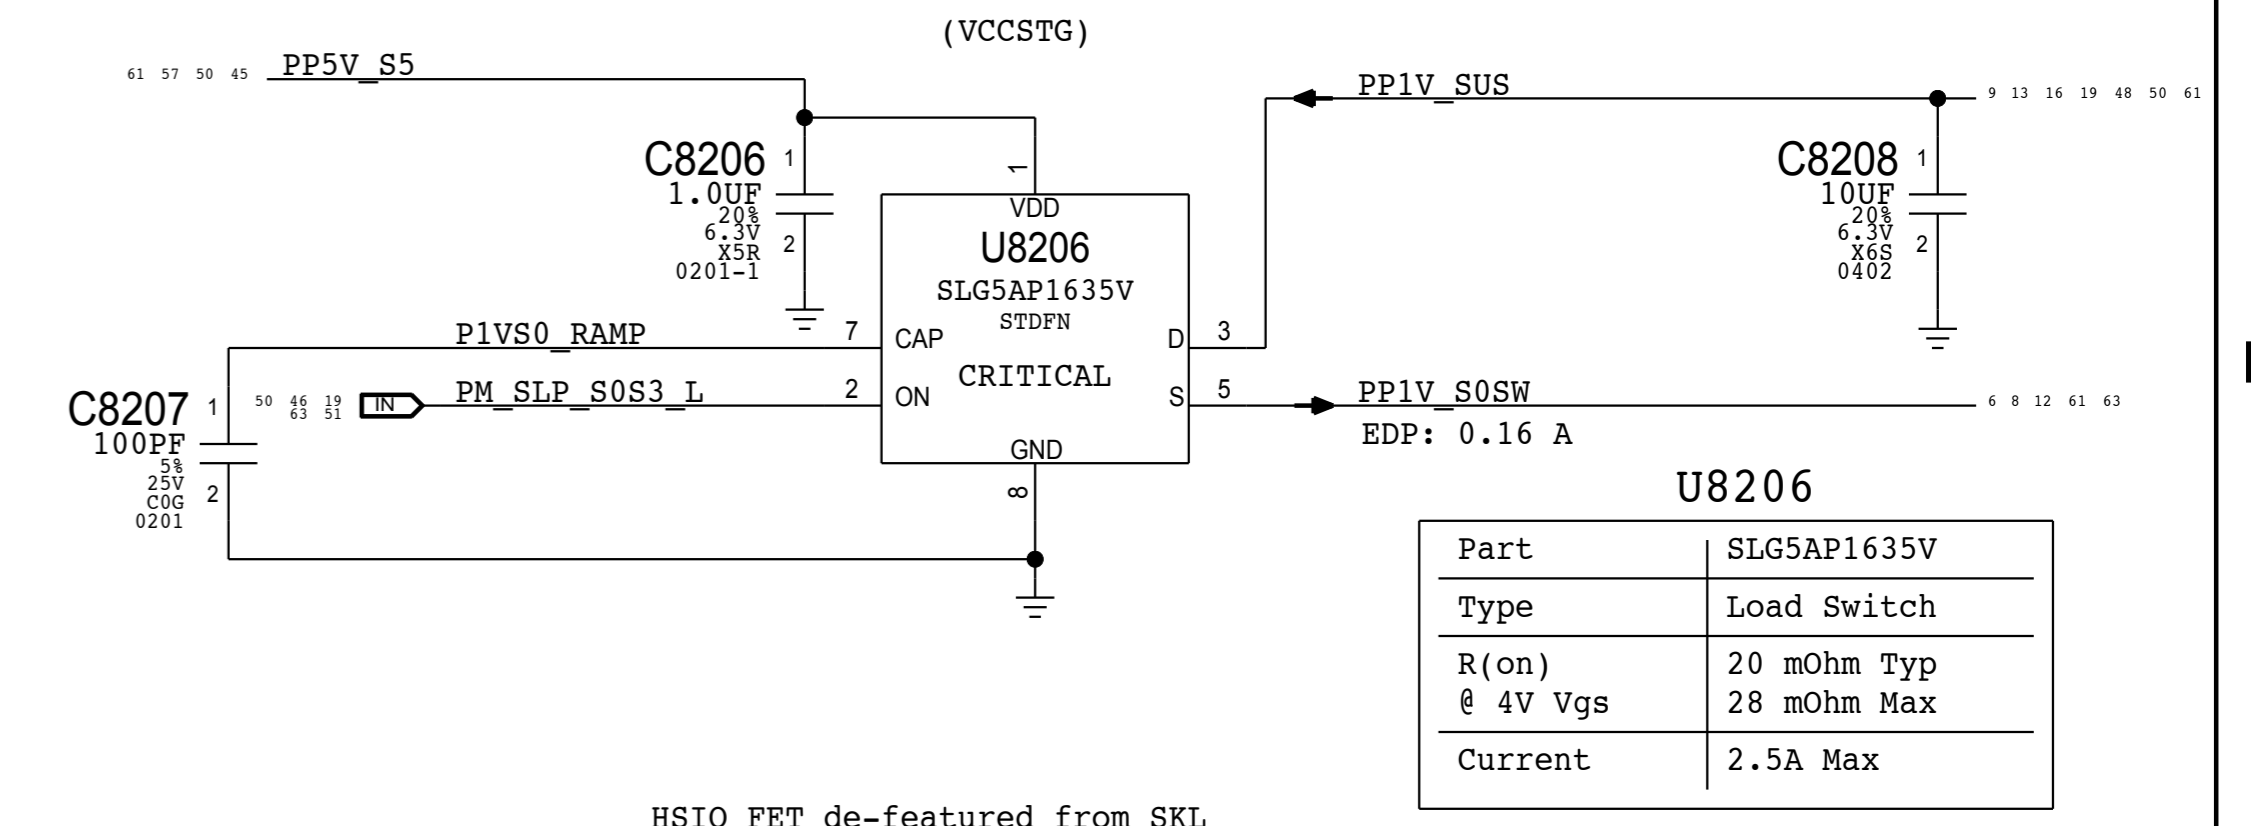 (VCCSTG)
61 57 50 45 PP5V_S5
PP1V_SUS
9 13 16 19 48 50 61
C8206 1
1.0UF
20%
6.3V
X5R 2
0201-1
C8208 1
10UF
20%
6.3V
X6S 2
0402
1
VDD
U8206
SLG5AP1635V
STDFN
CRITICAL
P1VS0_RAMP 7 CAP
50 46 19
63 51
IN PM_SLP_S0S3_L 2 ON
D 3
S 5 PP1V_S0SW 6 8 12 61 63
EDP: 0.16 A
GND
8
C8207 1
100PF
5%
25V
C0G 2
0201
U8206
Part SLG5AP1635V
Type Load Switch
R(on) 20 mOhm Typ
@ 4V Vgs 28 mOhm Max
Current 2.5A Max
HSIO FET de-featured from SKL